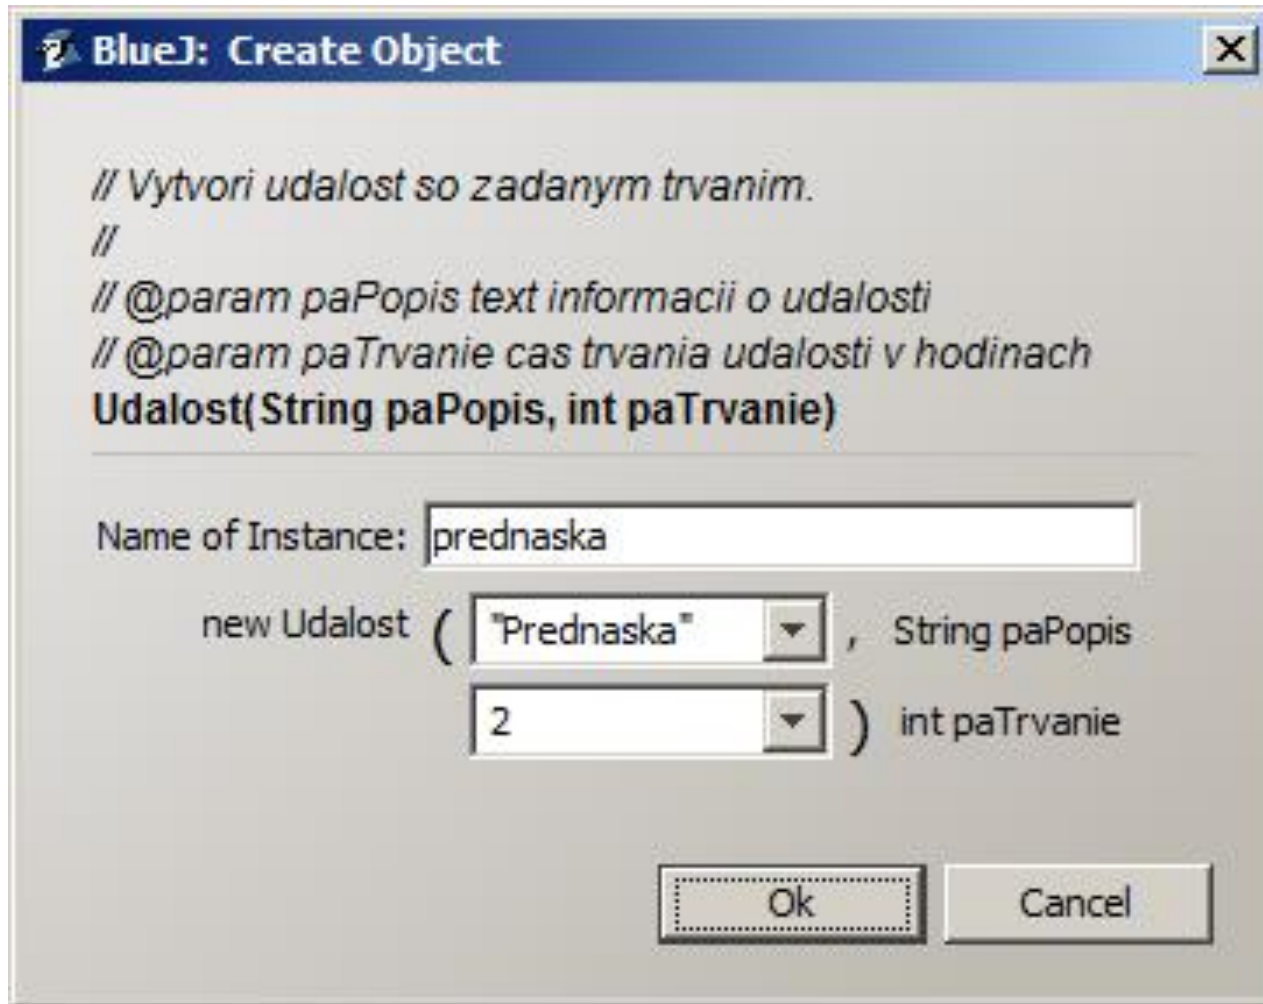 BlueJ: Create Object
// Vytvori udalost so zadanym trvanim.
//
// @param paPopis text informacii o udalosti
// @param paTrvanie cas trvania udalosti v hodinach
Udalost(String paPopis, int paTrvanie)
Name of Instance: prednaska
new Udalost ( "Prednaska" , String paPopis
2 ) int paTrvanie
Ok Cancel